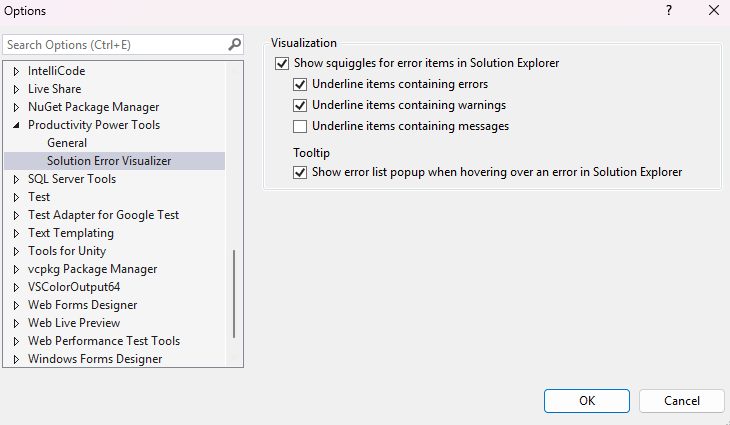 Options
?
Search Options (Ctrl+E)
IntelliCode
Live Share
NuGet Package Manager
Productivity Power Tools
General
Solution Error Visualizer
SQL Server Tools
Test
Test Adapter for Google Test
Text Templating
Tools for Unity
vcpkg Package Manager
VSColorOutput64
Web Forms Designer
Web Live Preview
Web Performance Test Tools
Windows Forms Designer
Visualization
Show squiggles for error items in Solution Explorer
Underline items containing errors
Underline items containing warnings
Underline items containing messages
Tooltip
Show error list popup when hovering over an error in Solution Explorer
OK
Cancel